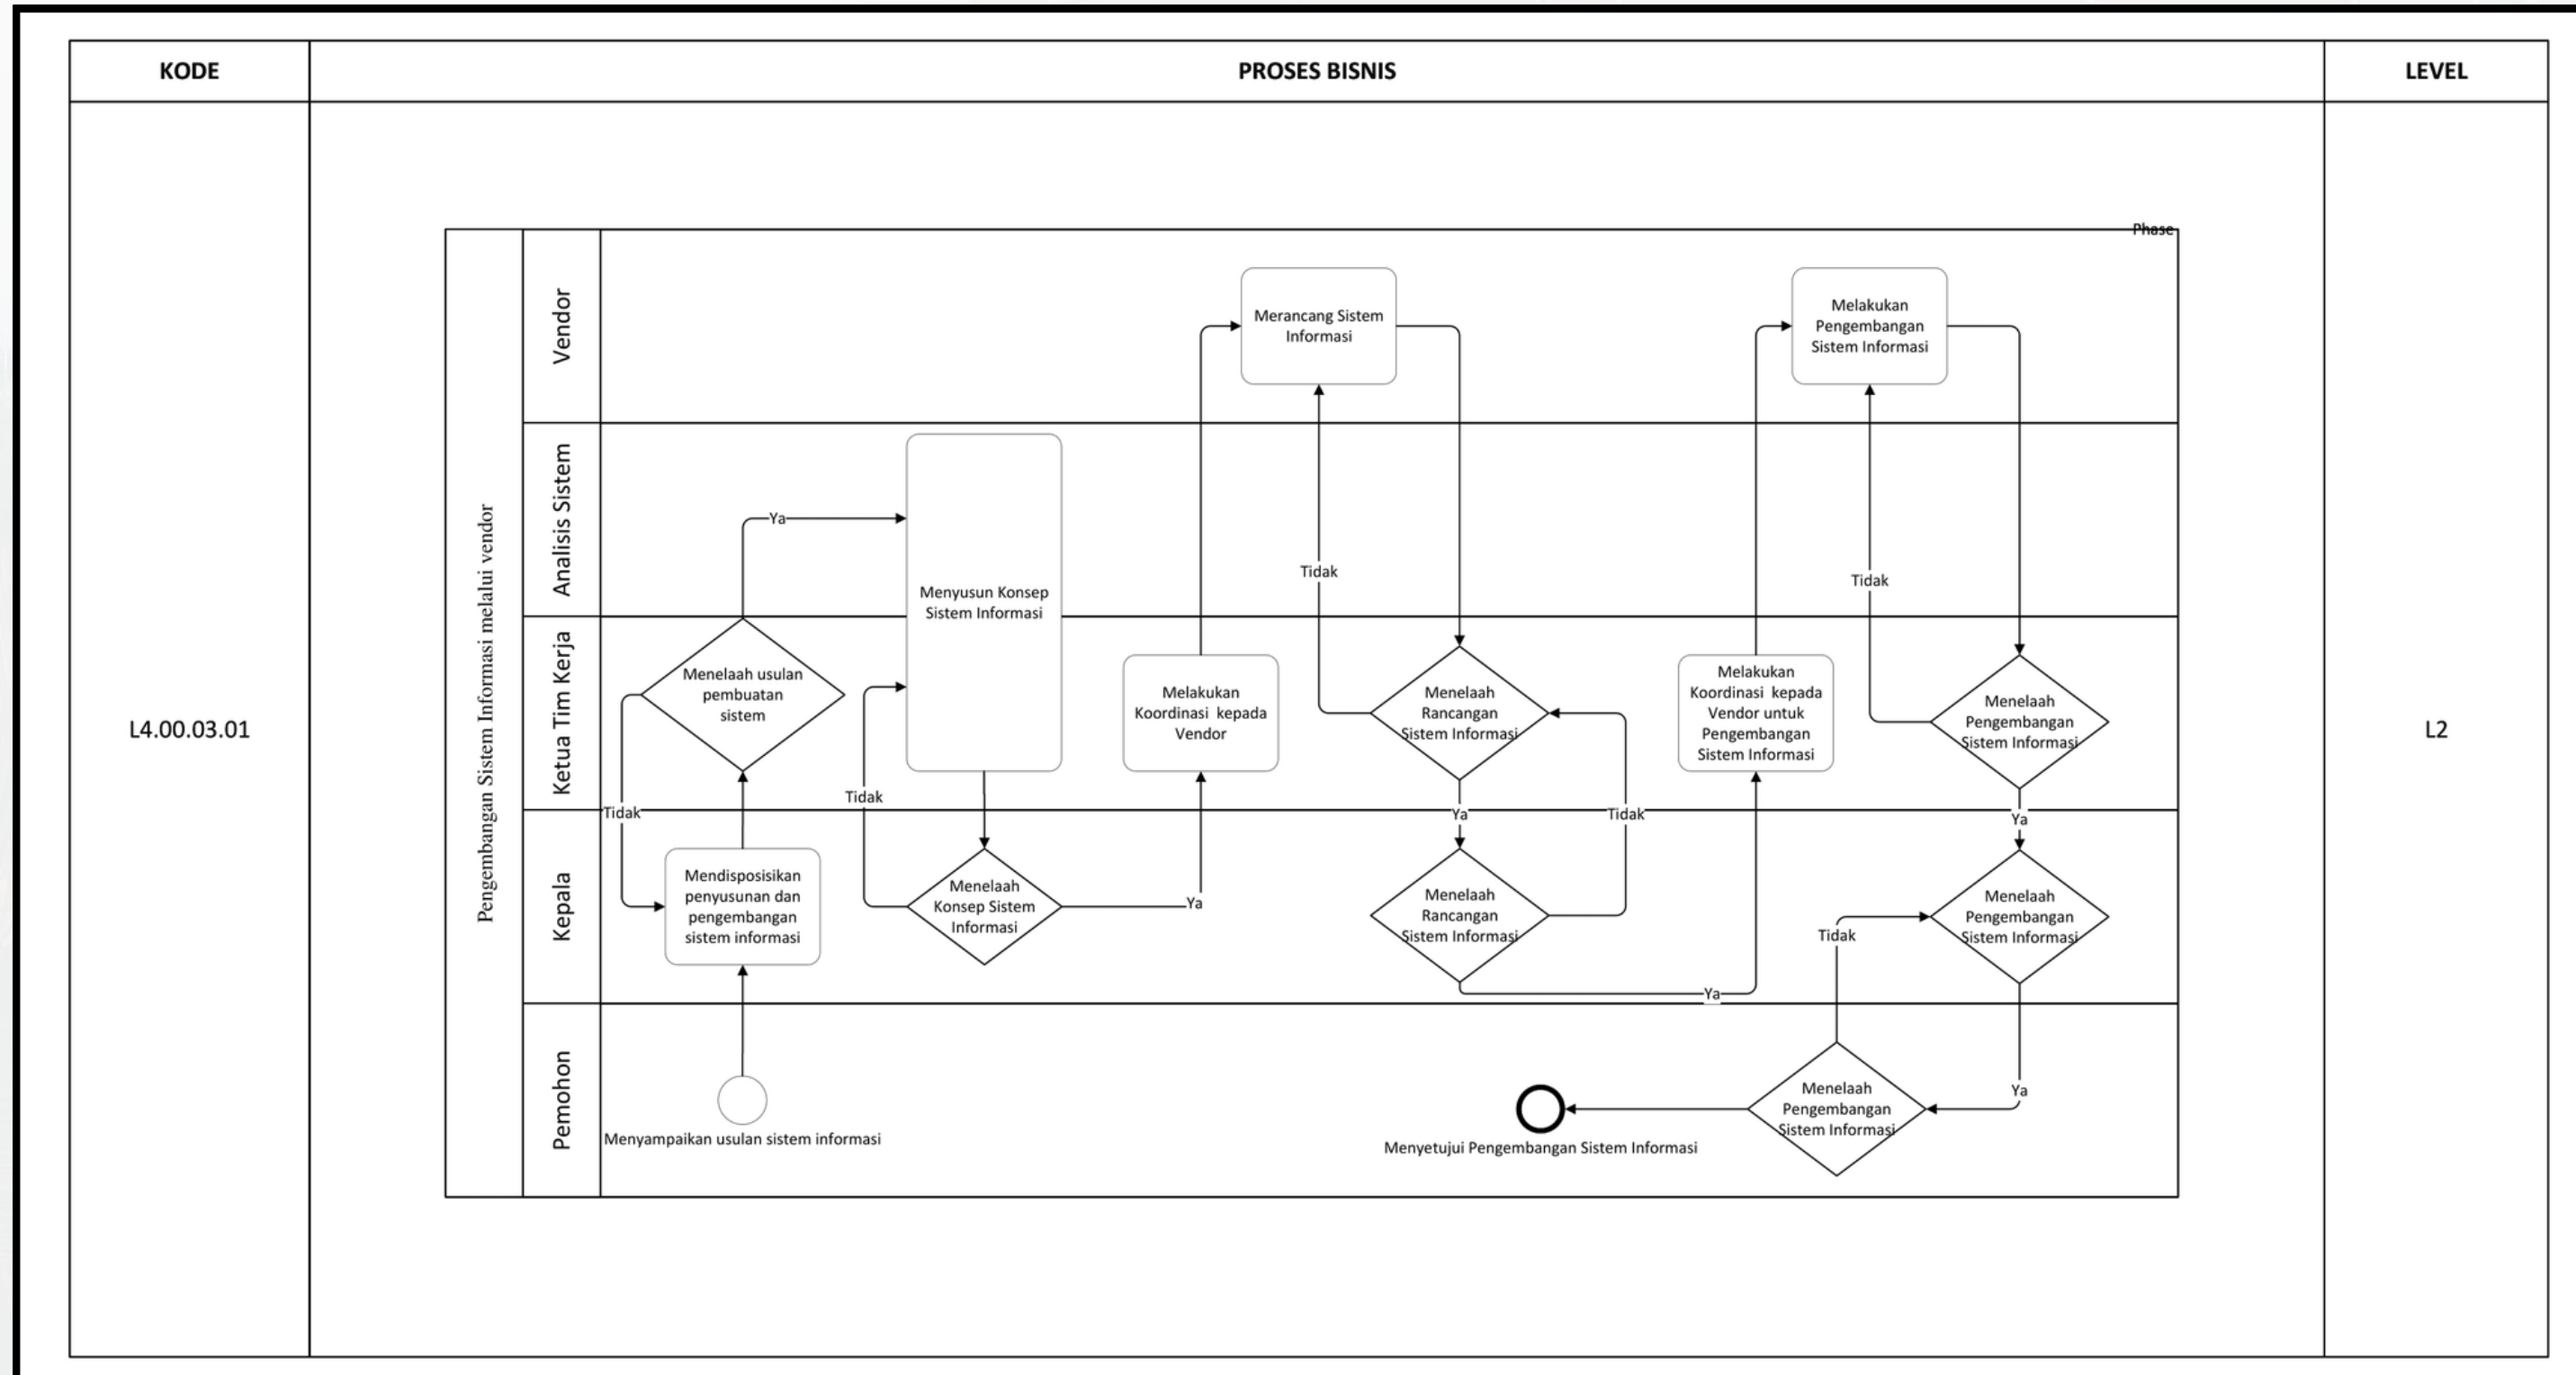 KODE
PROSES BISNIS
LEVEL
L4.00.03.01
L2
Phase
Pengembangan Sistem Informasi melalui vendor
Vendor
Merancang Sistem
Informasi
Melakukan
Pengembangan
Sistem Informasi
Analisis Sistem
Ya
Menyusun Konsep
Sistem Informasi
Tidak
Tidak
Ketua Tim Kerja
Menelaah usulan
pembuatan
sistem
Melakukan
Koordinasi kepada
Vendor
Menelaah
Rancangan
Sistem Informasi
Melakukan
Koordinasi kepada
Vendor untuk
Pengembangan
Sistem Informasi
Menelaah
Pengembangan
Sistem Informasi
Tidak
Tidak
Ya
Tidak
Ya
Kepala
Mendisposisikan
penyusunan dan
pengembangan
sistem informasi
Menelaah
Konsep Sistem
Informasi
Ya
Menelaah
Rancangan
Sistem Informasi
Tidak
Menelaah
Pengembangan
Sistem Informasi
Ya
Pemohon
Menyampaikan usulan sistem informasi
Menyetujui Pengembangan Sistem Informasi
Menelaah
Pengembangan
Sistem Informasi
Ya